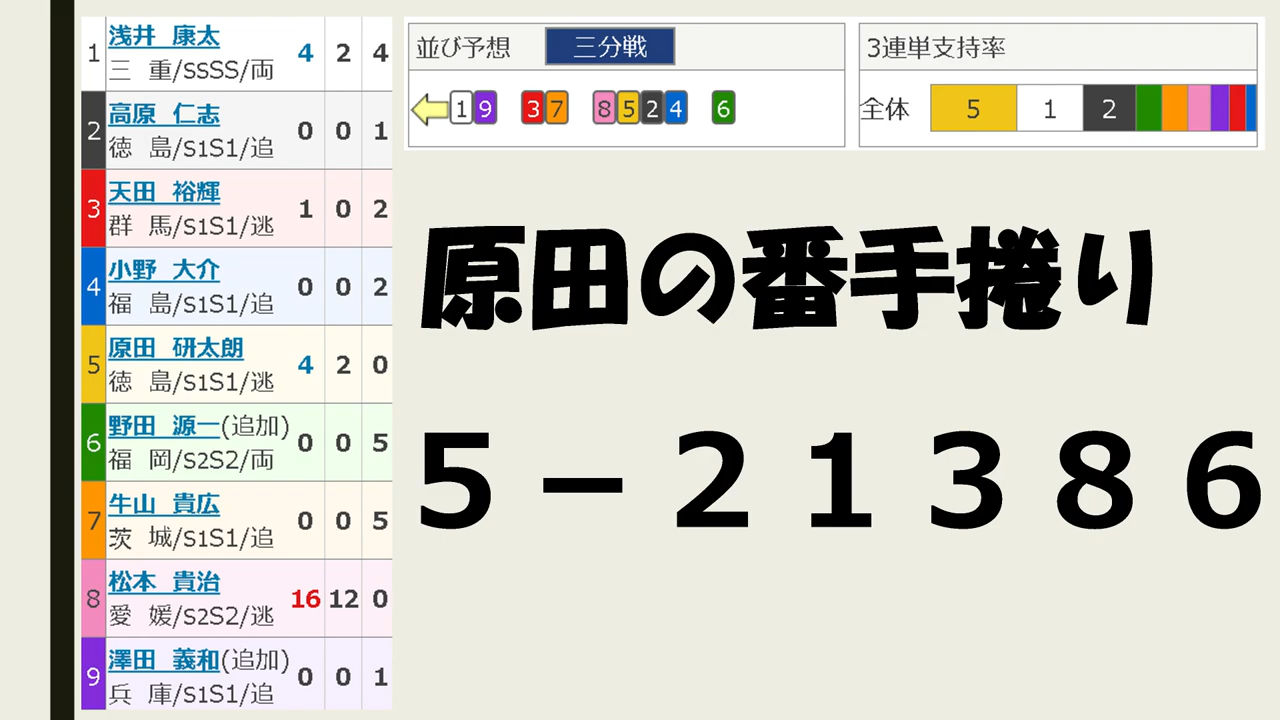 1 浅井 康太 4 2 4
三 重/SSSS/両
2 高原 仁志 0 0 1
徳 島/S1S1/追
3 天田 裕輝 1 0 2
群 馬/S1S1/逃
4 小野 大介 0 0 2
福 島/S1S1/追
5 原田 研太朗 4 2 0
徳 島/S1S1/逃
6 野田 源一(追加) 0 0 5
福 岡/S2S2/両
7 牛山 貴広 0 0 5
茨 城/S1S1/追
8 松本 貴治 16 12 0
愛 媛/S2S2/逃
9 澤田 義和(追加) 0 0 1
兵 庫/S1S1/追
並び予想 三分戦
1 9 3 7 8 5 2 4 6
3連単支持率
全体 5 1 2
原田の番手捲り
5－ 2 1 3 8 6